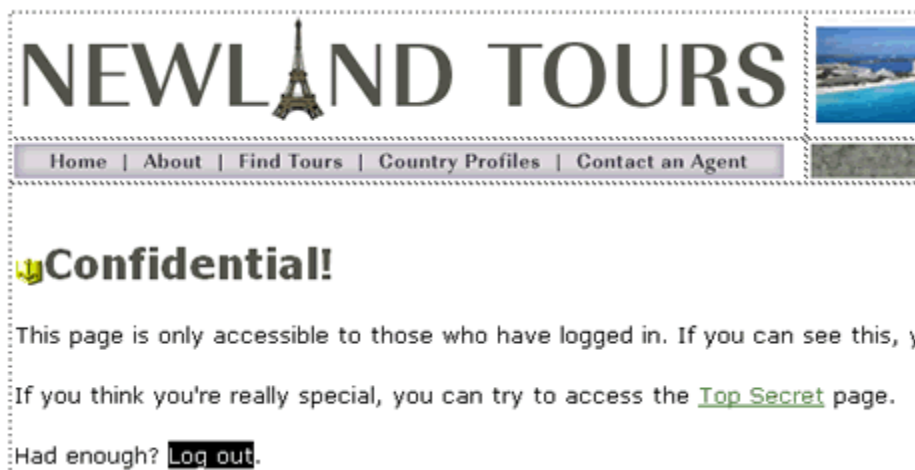 NEWLAND TOURS
Home | About | Find Tours | Country Profiles | Contact an Agent
Confidential!
This page is only accessible to those who have logged in. If you can see this,
If you think you're really special, you can try to access the Top Secret page.
Had enough? Log out.